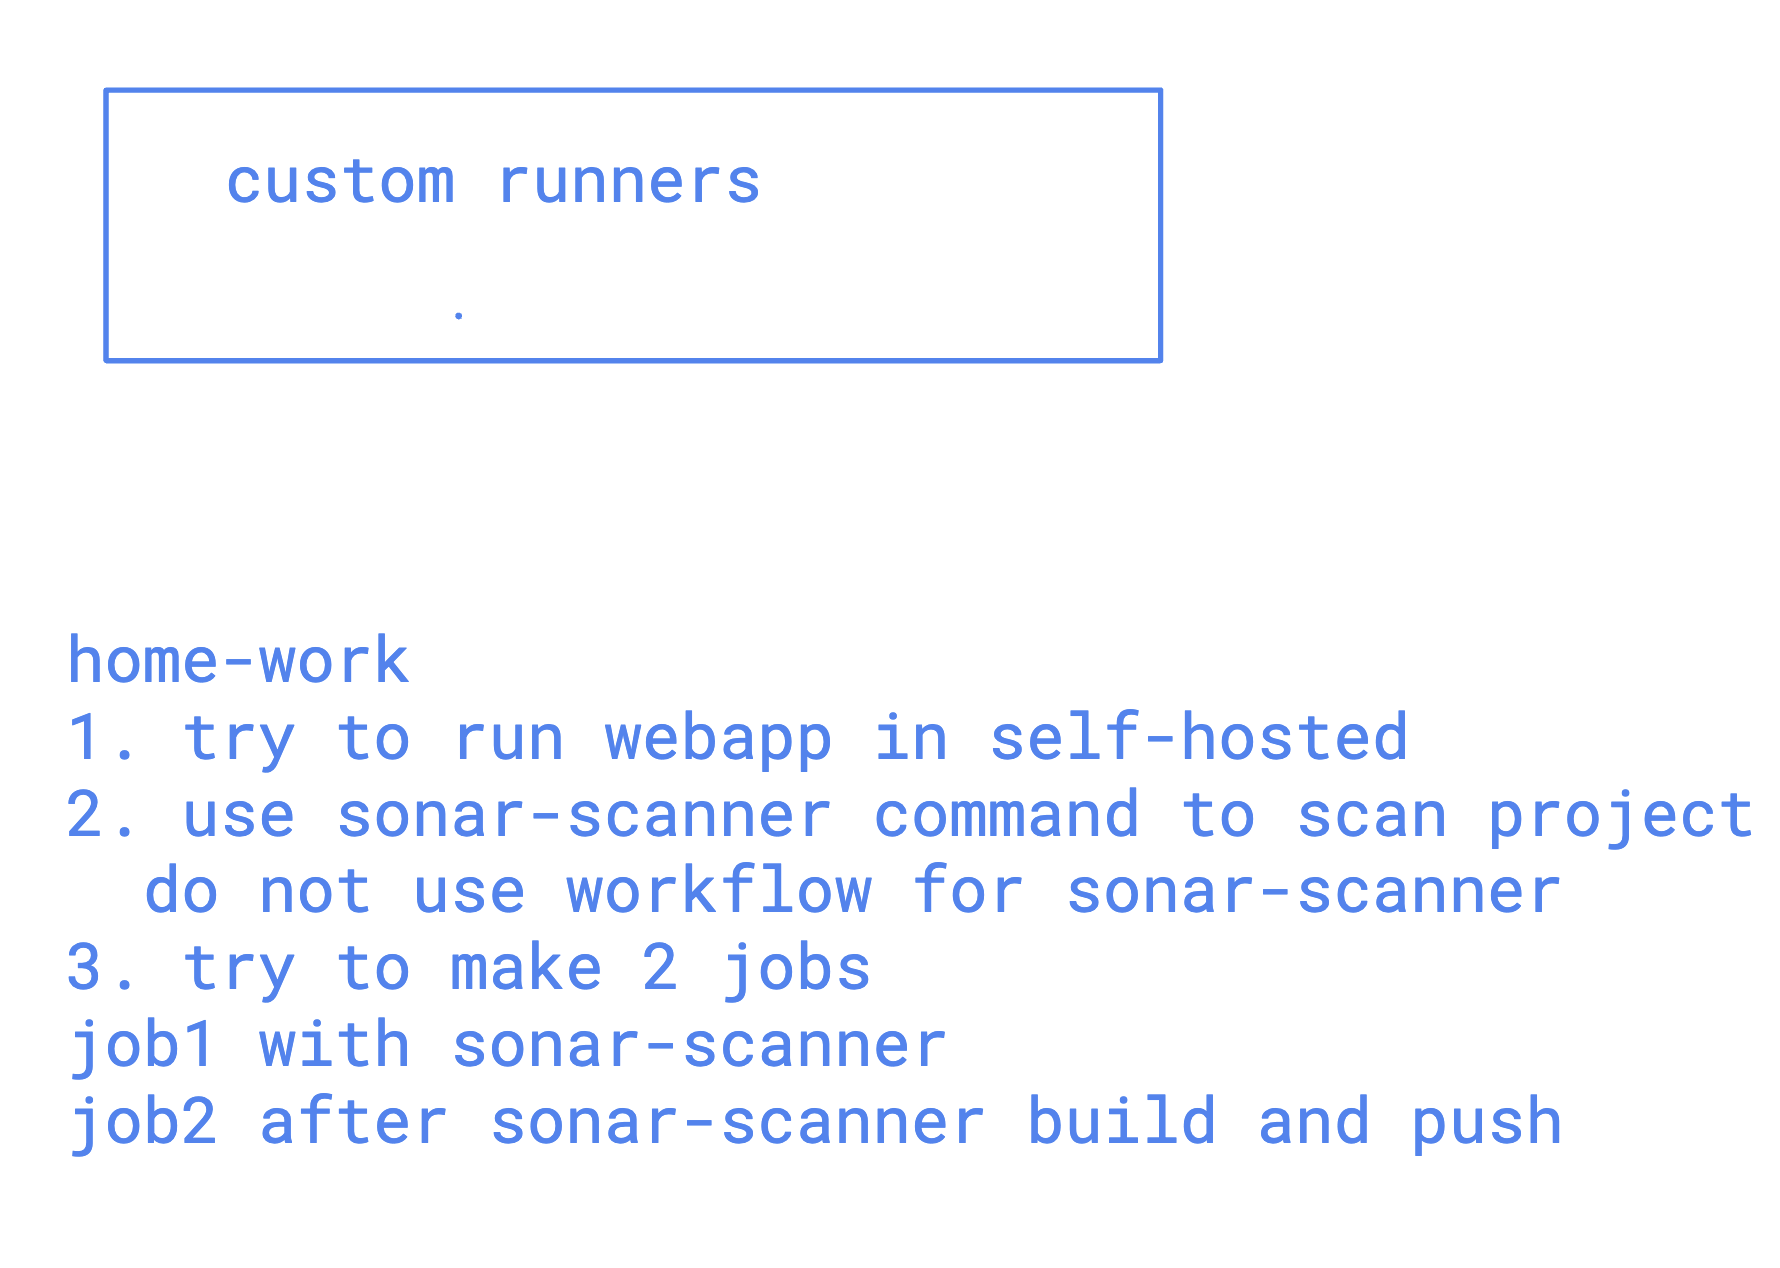 custom runners
.
home-work
1. try to run webapp in self-hosted
2. use sonar-scanner command to scan project
do not use workflow for sonar-scanner
3. try to make 2 jobs
job1 with sonar-scanner
job2 after sonar-scanner build and push